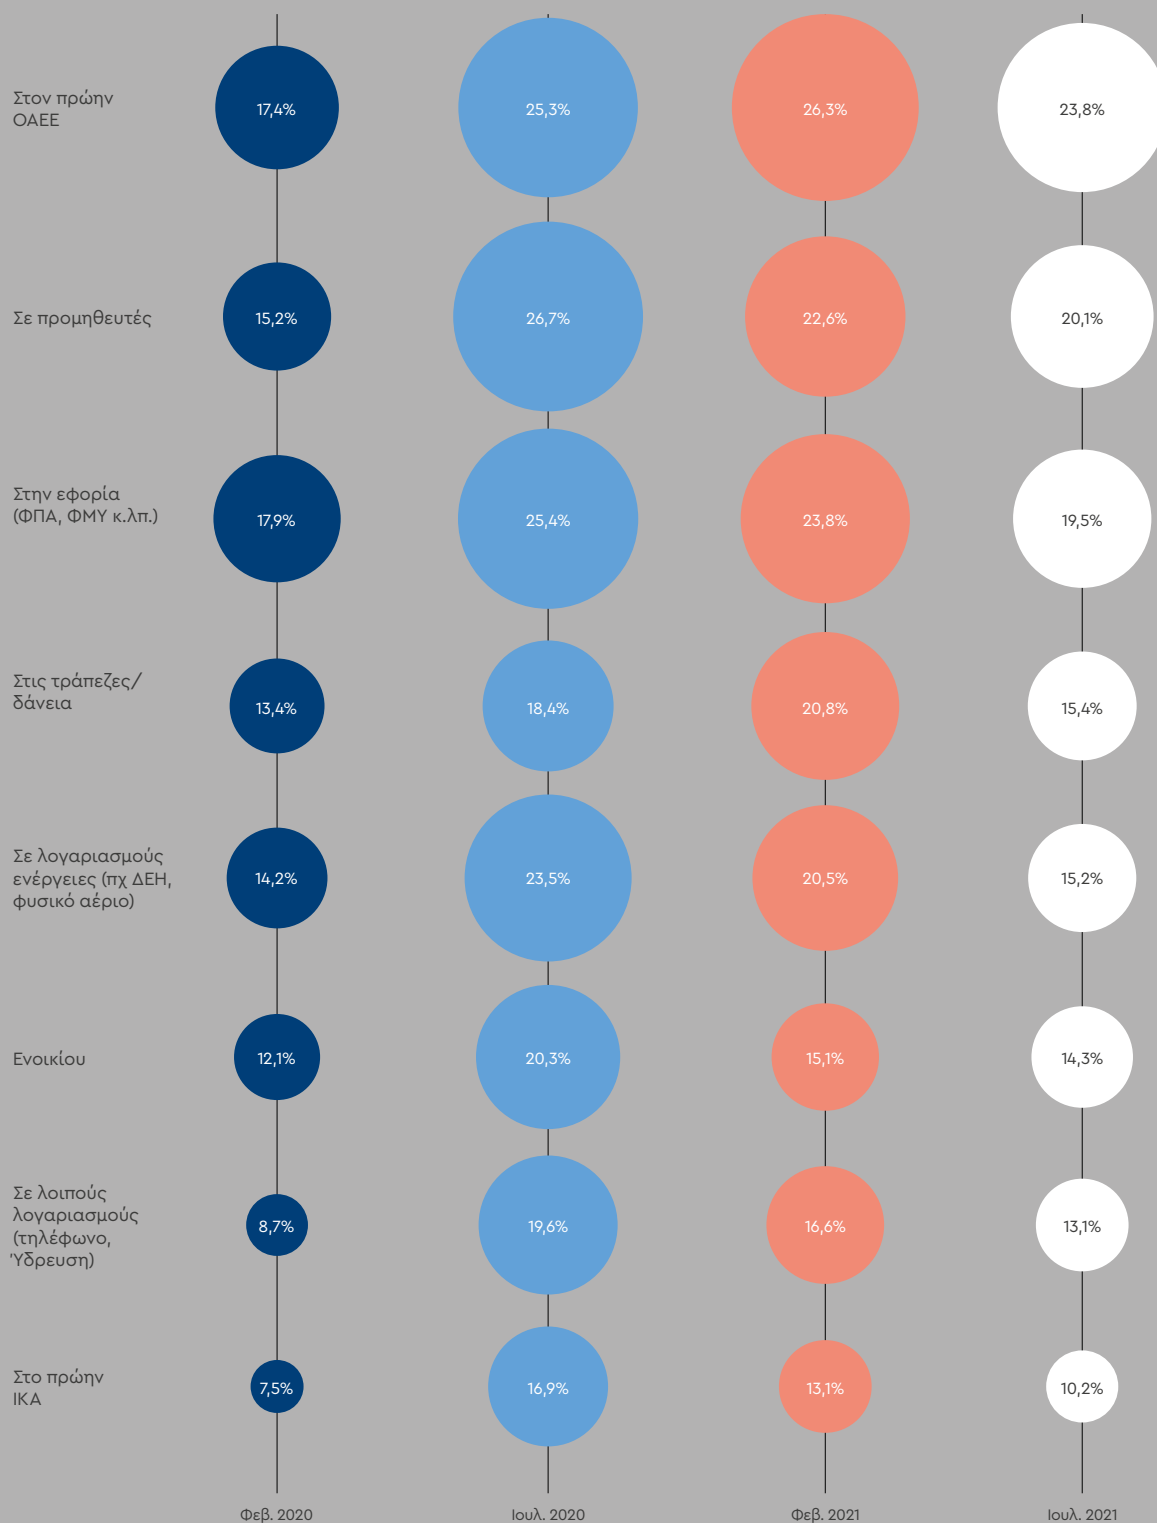 Στον πρώην
ΟΑΕΕ
17,4%
25,3%
26,3%
23,8%
Σε προμηθευτές
15,2%
26,7%
22,6%
20,1%
Στην εφορία
(ΦΠΑ, ΦΜΥ κ.λπ.)
17,9%
25,4%
23,8%
19,5%
Στις τράπεζες/
δάνεια
13,4%
18,4%
20,8%
15,4%
Σε λογαριασμούς
ενέργειες (πχ ΔΕΗ,
φυσικό αέριο)
14,2%
23,5%
20,5%
15,2%
Ενοικίου
12,1%
20,3%
15,1%
14,3%
Σε λοιπούς
λογαριασμούς
(τηλέφωνο,
Ύδρευση)
8,7%
19,6%
16,6%
13,1%
Στο πρώην
ΙΚΑ
7,5%
16,9%
13,1%
10,2%
Φεβ. 2020
Ιουλ. 2020
Φεβ. 2021
Ιουλ. 2021